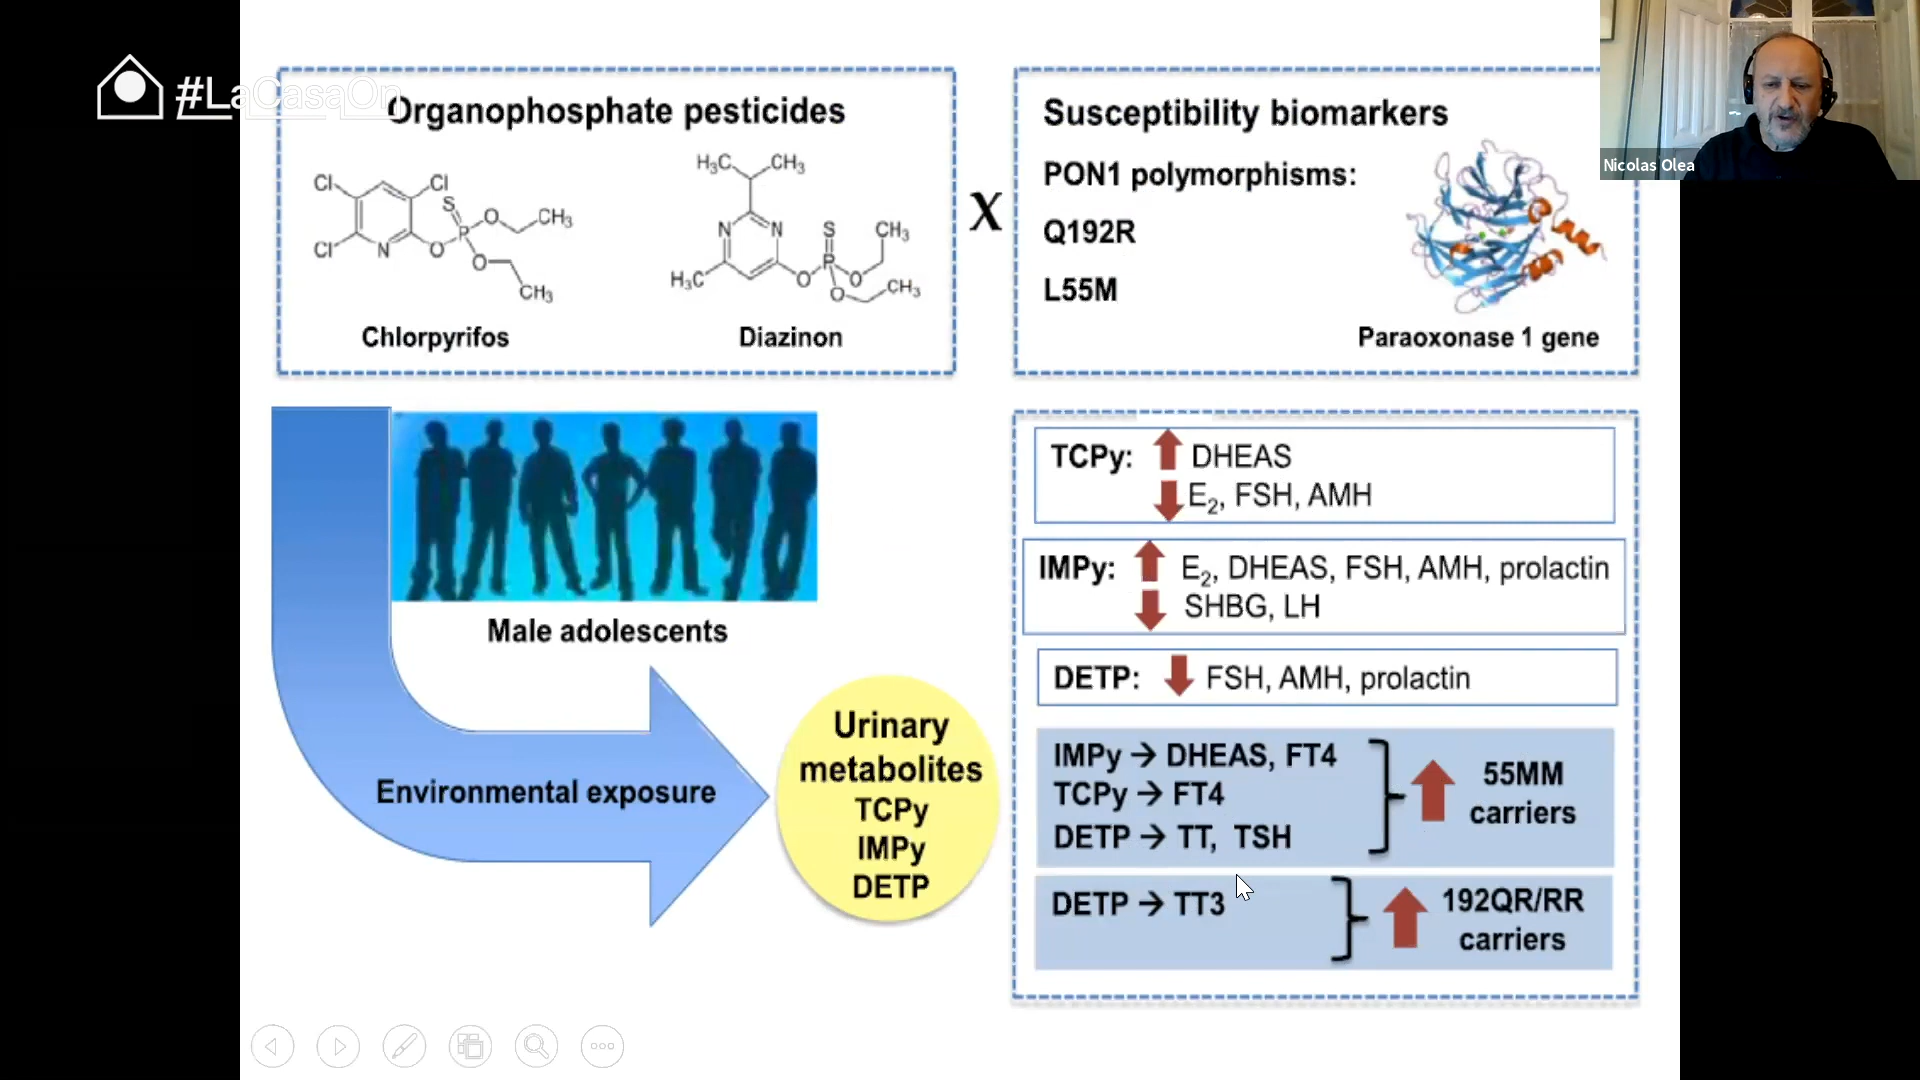 #LaCasaOn
Organophosphate pesticides
H₃C CH₃
Cl Cl
S
O CH₃
P
Cl N O
O
CH₃
Chlorpyrifos
N N
S CH₃
H₃C O P O
O CH₃
Diazinon
X
Susceptibility biomarkers
PON1 polymorphisms:
Q192R
L55M
Paraoxonase 1 gene
Nicolas Olea
Male adolescents
Environmental exposure
Urinary
metabolites
TCPy
IMPy
DETP
TCPy: DHEAS
E₂, FSH, AMH
IMPy: E₂, DHEAS, FSH, AMH, prolactin
SHBG, LH
DETP: FSH, AMH, prolactin
IMPy → DHEAS, FT4
TCPy → FT4
DETP → TT, TSH
55MM
carriers
DETP → TT3
192QR/RR
carriers